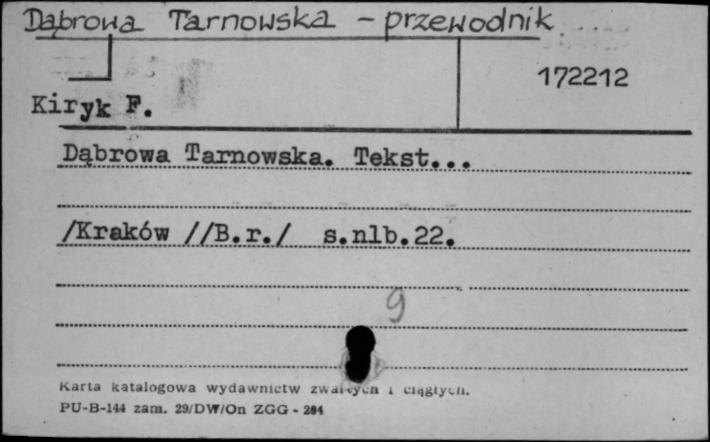 Dąbrowa Tarnowska - przewodnik
172212
Kiryk F.
Dąbrowa Tarnowska. Tekst...
/Kraków //B.r./ s.nlb.22.
9
Karta katalogowa wydawnictw zwartych i ciągłych.
PU-B-144 zam. 29/DW/On ZGG - 284